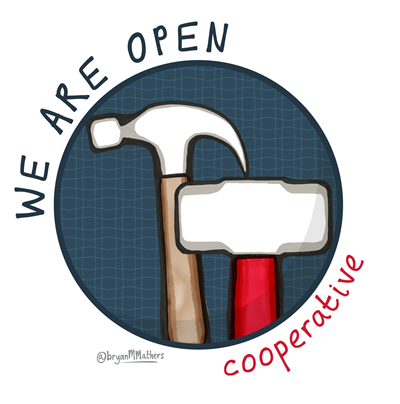 WE ARE OPEN
cooperative
@bryanMMathers